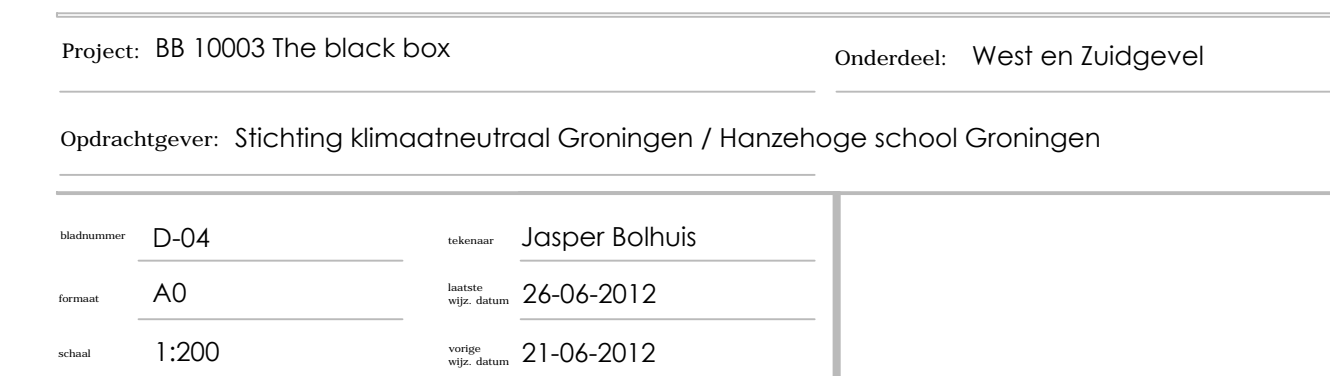 Project: BB 10003 The black box
Onderdeel: West en Zuidgevel
Opdrachtgever: Stichting klimaatneutraal Groningen / Hanzehoge school Groningen
bladnummer D-04
tekenaar Jasper Bolhuis
formaat A0
laatste
wijz. datum 26-06-2012
schaal 1:200
vorige
wijz. datum 21-06-2012